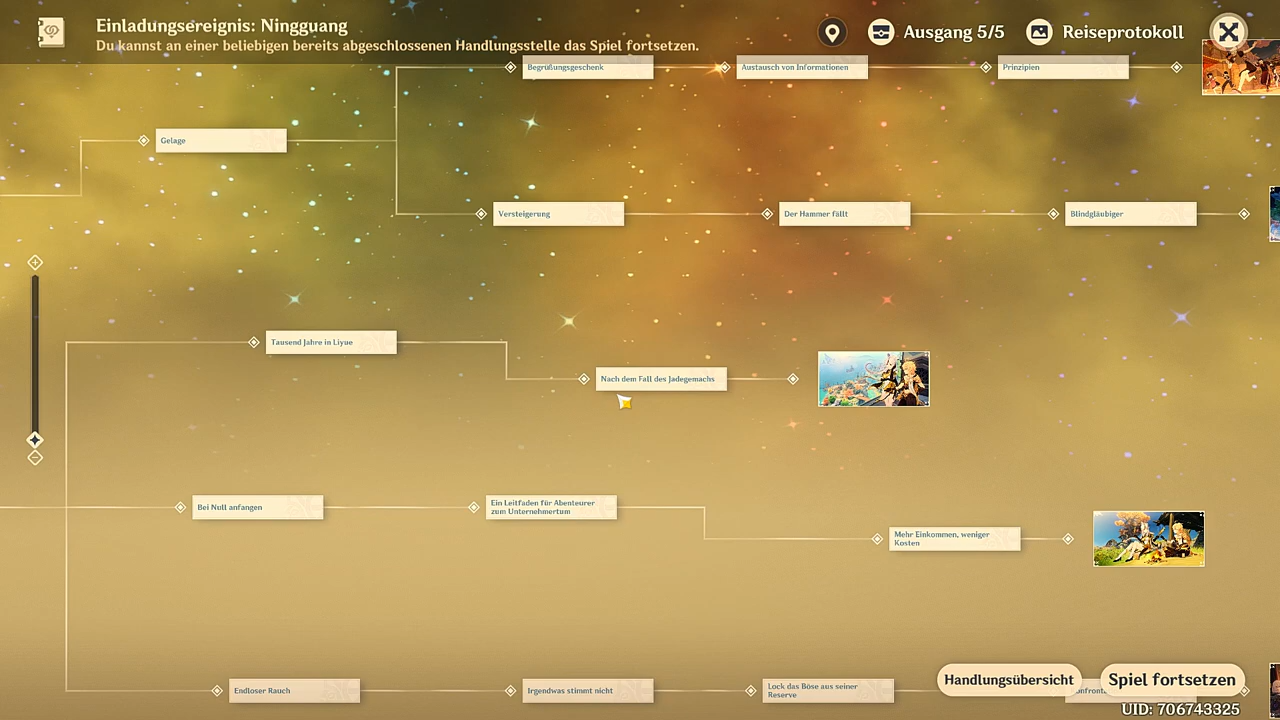 Einladungsereignis: Ningguang
Du kannst an einer beliebigen bereits abgeschlossenen Handlungsstelle das Spiel fortsetzen.
Ausgang 5/5
Reiseprotokoll
Begrüßungsgeschenk
Austausch von Informationen
Prinzipien
Gelage
Versteigerung
Der Hammer fällt
Blindgläubiger
Tausend Jahre in Liyue
Nach dem Fall des Jadegemachs
Bei Null anfangen
Ein Leitfaden für Abenteurer
zum Unternehmertum
Mehr Einkommen, weniger
Kosten
Endloser Rauch
Irgendwas stimmt nicht
Lock das Böse aus seiner
Reserve
Handlungsübersicht
Spiel fortsetzen
UID: 706743325